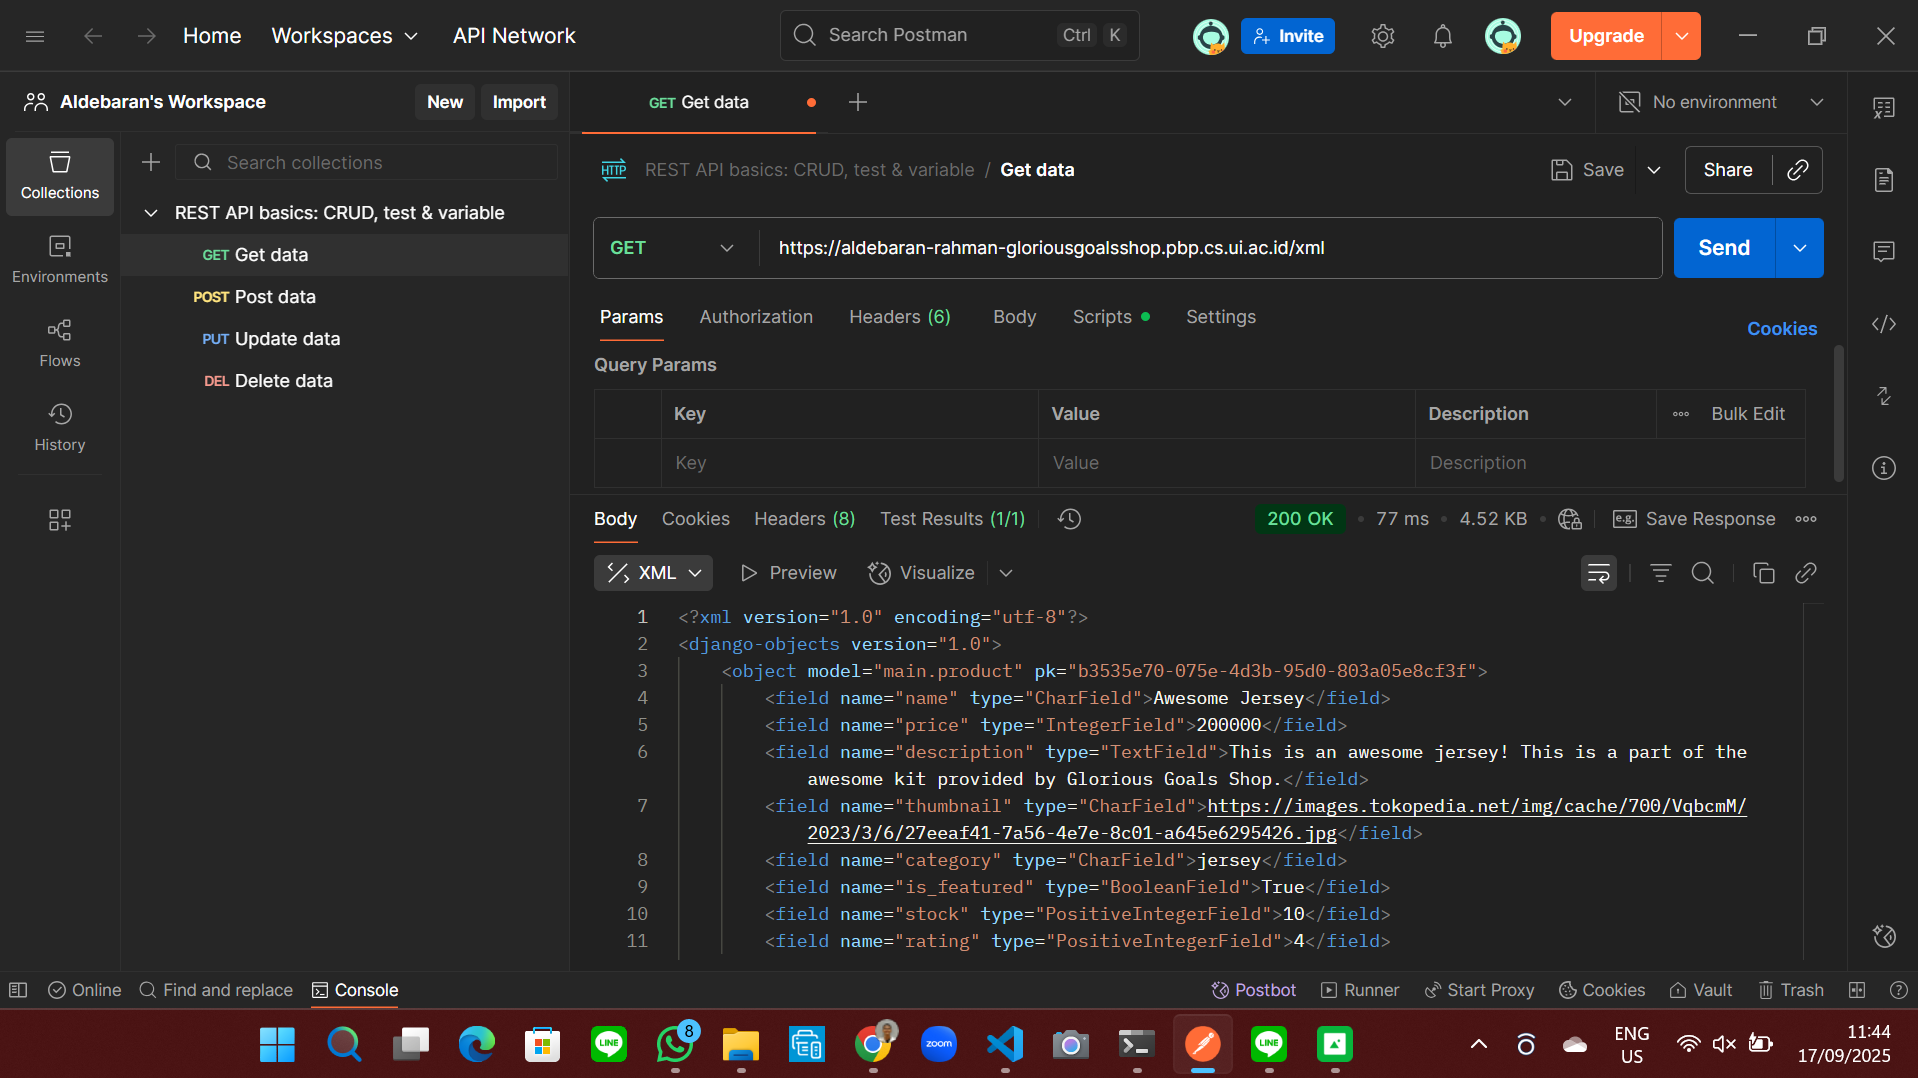 Home Workspaces API Network Search Postman Ctrl K Invite Upgrade
Aldebaran's Workspace New Import GET Get data No environment
Search collections
Collections
REST API basics: CRUD, test & variable
GET Get data
POST Post data
PUT Update data
DEL Delete data
Environments
Flows
History
HTTP REST API basics: CRUD, test & variable / Get data Save Share
GET https://aldebaran-rahman-gloriousgoalsshop.pbp.cs.ui.ac.id/xml Send
Params Authorization Headers (6) Body Scripts Settings Cookies
Query Params
Key Value Description Bulk Edit
Key Value Description
Body Cookies Headers (8) Test Results (1/1) 200 OK • 77 ms • 4.52 KB • e.g. Save Response
XML Preview Visualize
1 <?xml version="1.0" encoding="utf-8"?>
2 <django-objects version="1.0">
3 <object model="main.product" pk="b3535e70-075e-4d3b-95d0-803a05e8cf3f">
4 <field name="name" type="CharField">Awesome Jersey</field>
5 <field name="price" type="IntegerField">200000</field>
6 <field name="description" type="TextField">This is an awesome jersey! This is a part of the
awesome kit provided by Glorious Goals Shop.</field>
7 <field name="thumbnail" type="CharField">https://images.tokopedia.net/img/cache/700/VqbcmM/
2023/3/6/27eeaf41-7a56-4e7e-8c01-a645e6295426.jpg</field>
8 <field name="category" type="CharField">jersey</field>
9 <field name="is_featured" type="BooleanField">True</field>
10 <field name="stock" type="PositiveIntegerField">10</field>
11 <field name="rating" type="PositiveIntegerField">4</field>
Online Find and replace Console Postbot Runner Start Proxy Cookies Vault Trash
LINE 8 zoom LINE
ENG
US
11:44
17/09/2025